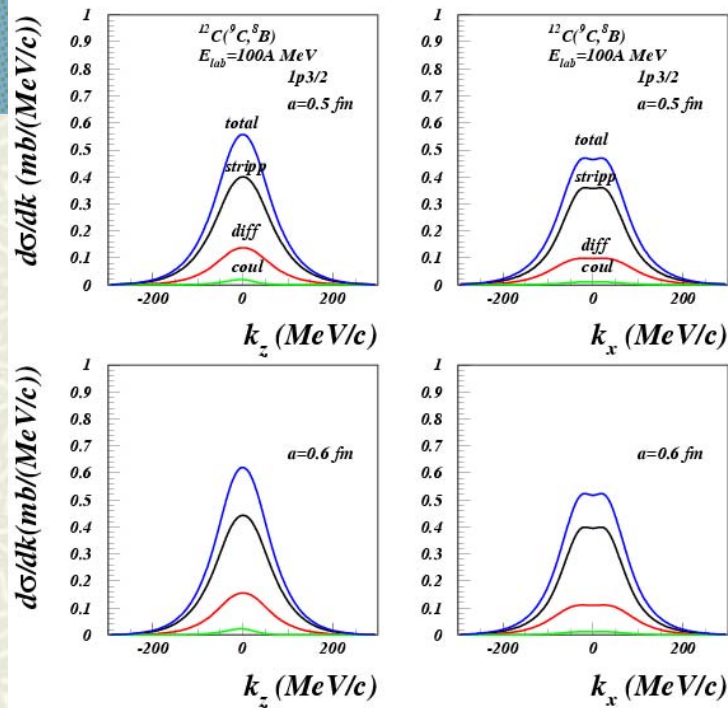 dσ/dk (mb/(MeV/c))
1
0.9
0.8
0.7
0.6
0.5
0.4
0.3
0.2
0.1
0
¹²C(⁹C,⁸B)
E_lab=100A MeV
1p3/2
a=0.5 fm
total
stripp
diff
coul
-200 0 200
k_z (MeV/c)
1
0.9
0.8
0.7
0.6
0.5
0.4
0.3
0.2
0.1
0
¹²C(⁹C,⁸B)
E_lab=100A MeV
1p3/2
a=0.5 fm
total
stripp
diff
coul
-200 0 200
k_x (MeV/c)
dσ/dk(mb/(MeV/c))
1
0.9
0.8
0.7
0.6
0.5
0.4
0.3
0.2
0.1
0
a=0.6 fm
-200 0 200
k_z (MeV/c)
1
0.9
0.8
0.7
0.6
0.5
0.4
0.3
0.2
0.1
0
a=0.6 fm
-200 0 200
k_x (MeV/c)